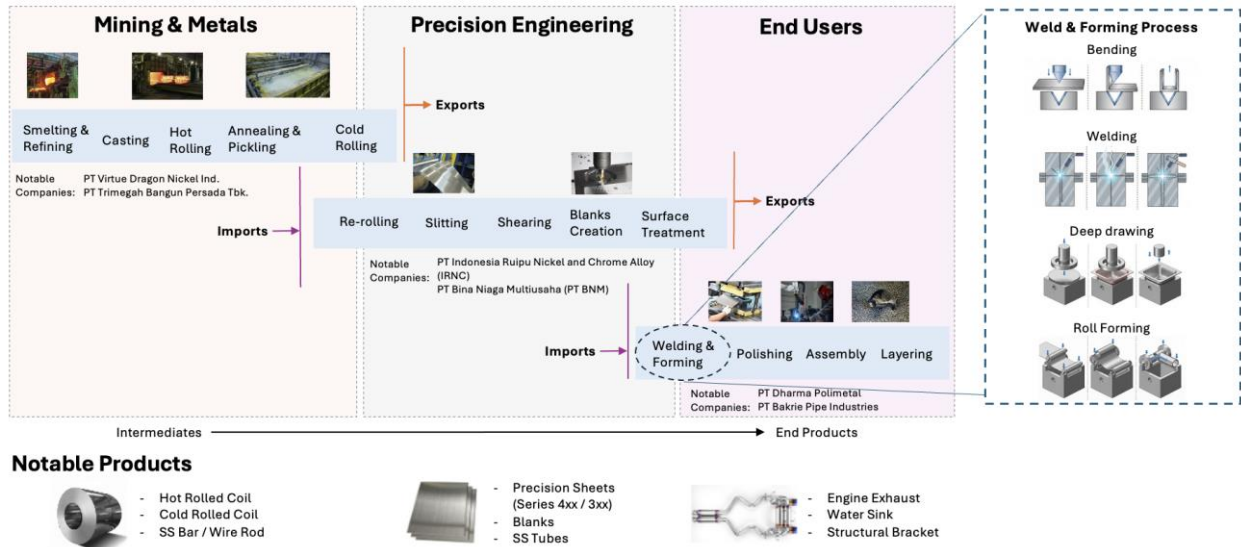 Mining & Metals
Precision Engineering
End Users
Exports
Smelting &
Refining
Casting
Hot
Rolling
Annealing &
Pickling
Cold
Rolling
Notable
Companies:
PT Virtue Dragon Nickel Ind.
PT Trimegah Bangun Persada Tbk.
Imports
Re-rolling
Slitting
Shearing
Blanks
Creation
Surface
Treatment
Exports
Notable
Companies:
PT Indonesia Ruipu Nickel and Chrome Alloy
(IRNC)
PT Bina Niaga Multiusaha (PT BNM)
Imports
Welding &
Forming
Polishing
Assembly
Layering
Notable
Companies:
PT Dharma Polimetal
PT Bakrie Pipe Industries
Weld & Forming Process
Bending
Welding
Deep drawing
Roll Forming
Intermediates
End Products
Notable Products
- Hot Rolled Coil
- Cold Rolled Coil
- SS Bar / Wire Rod
- Precision Sheets
(Series 4xx / 3xx)
- Blanks
- SS Tubes
- Engine Exhaust
- Water Sink
- Structural Bracket